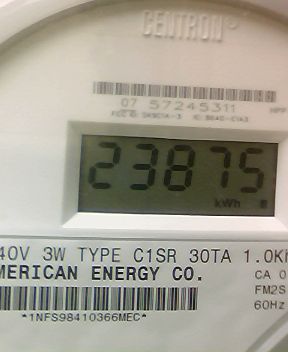 CENTRON®
07 57245311
23875
kWh
40V 3W TYPE C1SR 30TA 1.0K
MERICAN ENERGY CO.
CA 0
FM2S
60Hz
*1NFS98410366MEC*